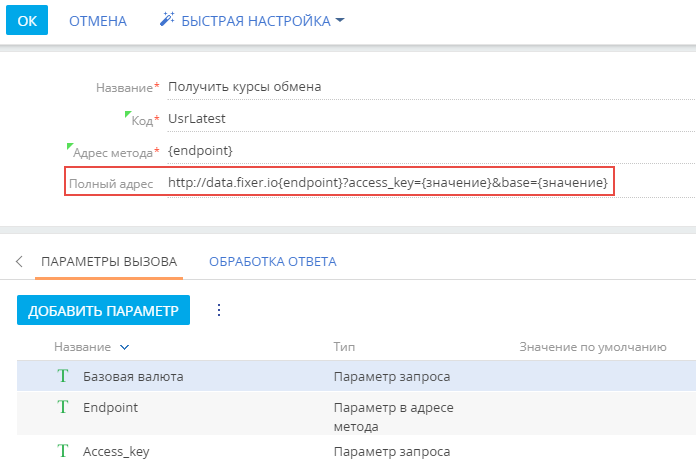 ОК ОТМЕНА БЫСТРАЯ НАСТРОЙКА
Название* Получить курсы обмена
Код* UsrLatest
Адрес метода* {endpoint}
Полный адрес http://data.fixer.io{endpoint}?access_key={значение}&base={значение}
ПАРАМЕТРЫ ВЫЗОВА ОБРАБОТКА ОТВЕТА
ДОБАВИТЬ ПАРАМЕТР
Название Тип Значение по умолчанию
T Базовая валюта Параметр запроса
T Endpoint Параметр в адресе
метода
T Access_key Параметр запроса